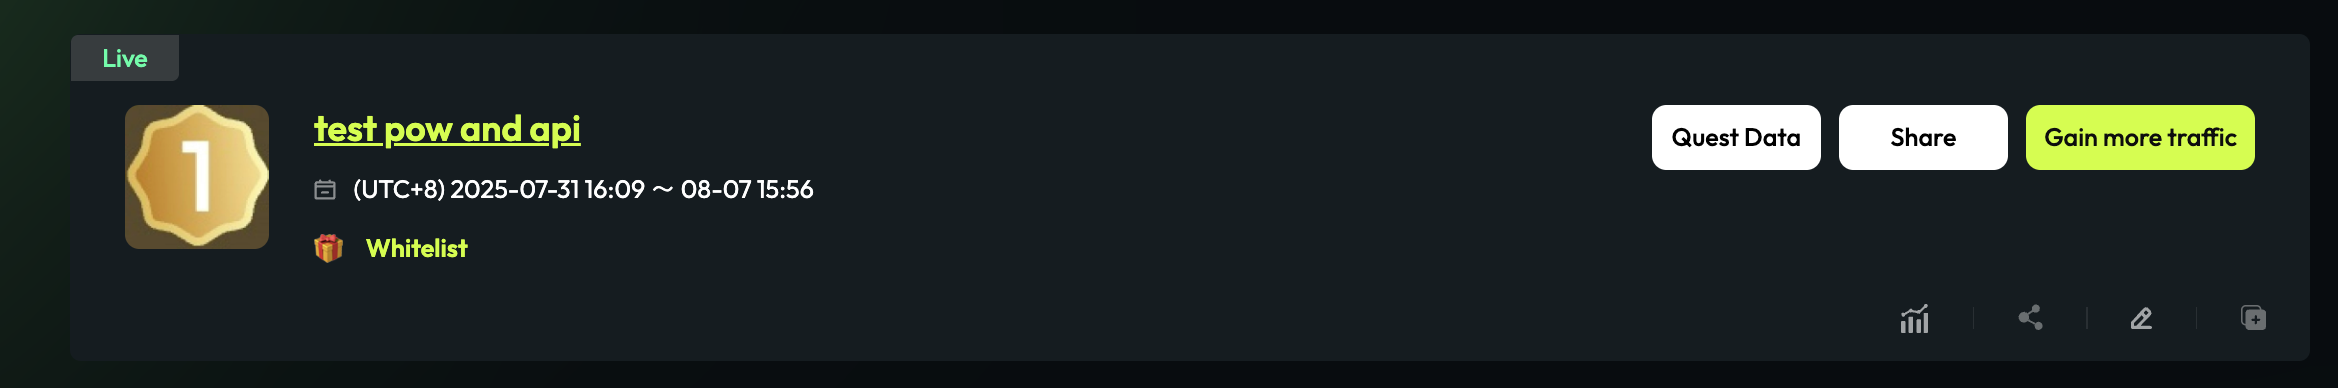 Live
1
test pow and api
Quest Data
Share
Gain more traffic
(UTC+8) 2025-07-31 16:09 ~ 08-07 15:56
Whitelist